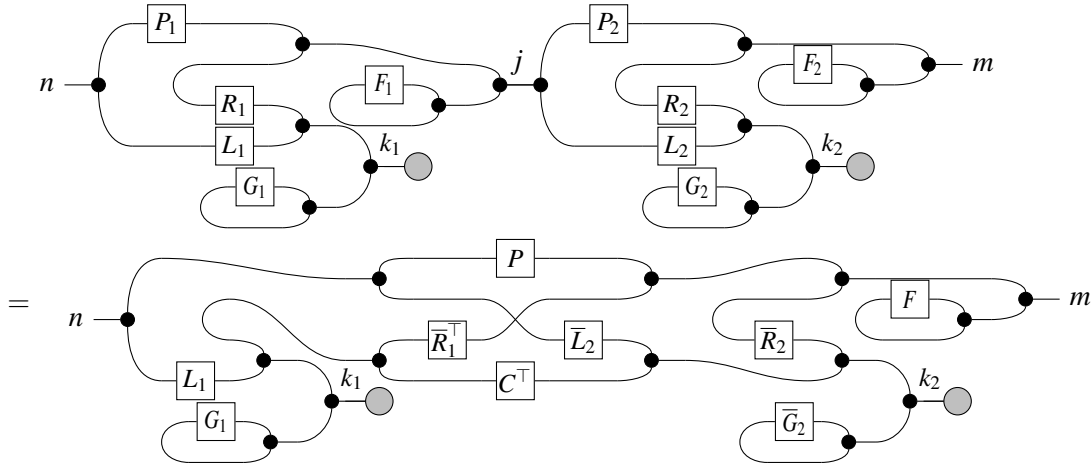 P₁ P₂
n j F₁ F₂ m
R₁ R₂
L₁ k₁ L₂ k₂
G₁ G₂
P
= n F m
R̅₁^⊤ L̅₂ R̅₂
L₁ k₁ C^⊤ k₂
G₁ G̅₂